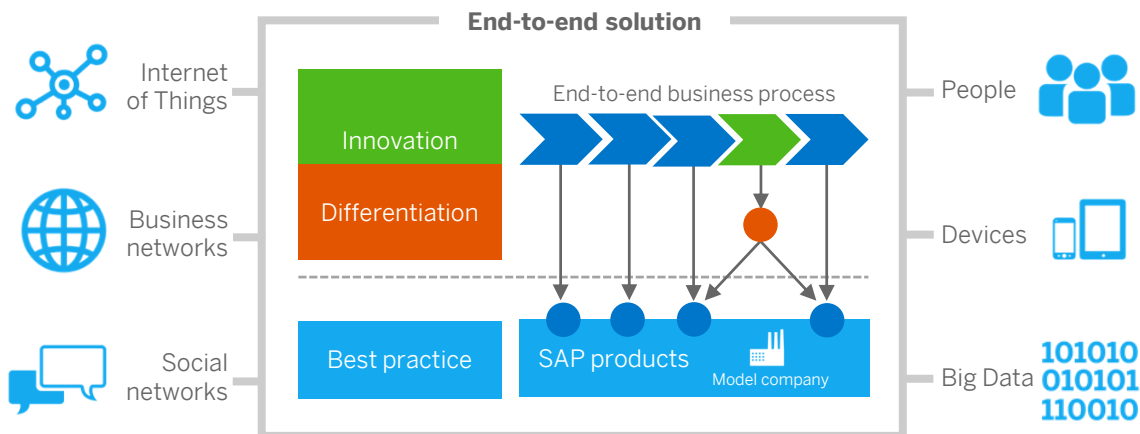 End-to-end solution
Internet
of Things
Business
networks
Social
networks
Innovation
Differentiation
Best practice
End-to-end business process
SAP products
Model company
People
Devices
Big Data
101010
010101
110010